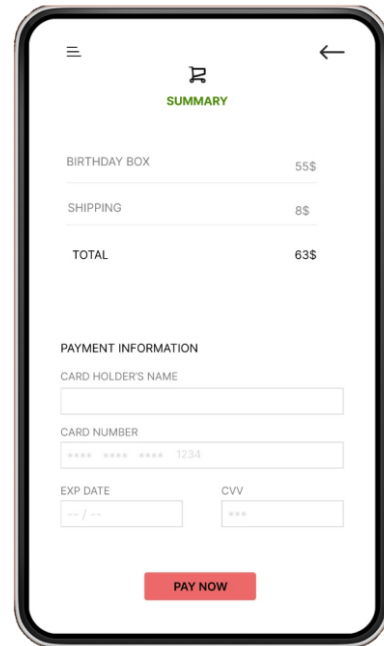 SUMMARY
BIRTHDAY BOX 55$
SHIPPING 8$
TOTAL 63$
PAYMENT INFORMATION
CARD HOLDER'S NAME
CARD NUMBER
**** **** **** 1234
EXP DATE CVV
-- / -- ***
PAY NOW